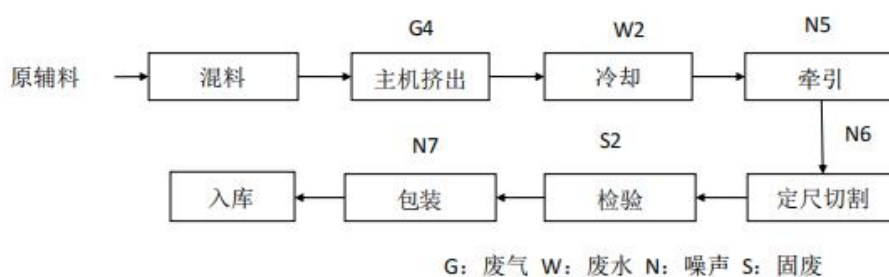 G4 W2 N5
原辅料 混料 主机挤出 冷却 牵引
N7 S2 N6
入库 包装 检验 定尺切割
G：废气 W：废水 N：噪声 S：固废